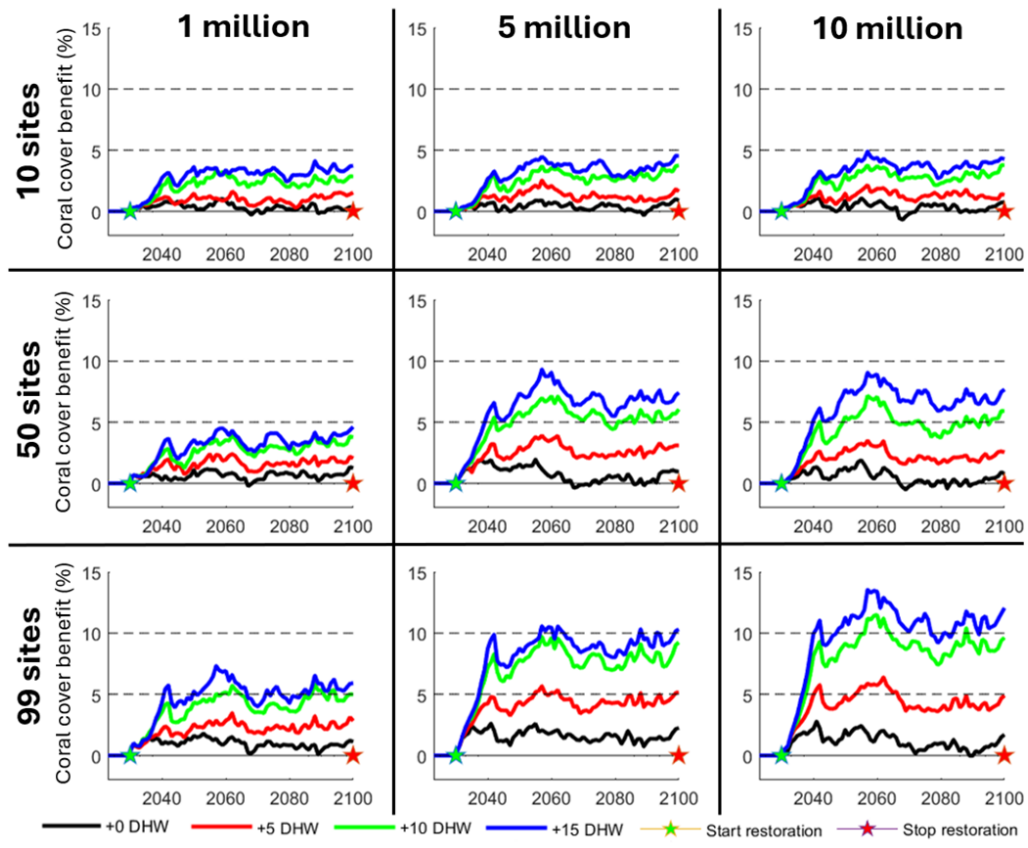 1 million 5 million 10 million
10 sites
Coral cover benefit (%)
15 15 15
10 10 10
5 5 5
0 0 0
2040 2060 2080 2100 2040 2060 2080 2100 2040 2060 2080 2100
50 sites
Coral cover benefit (%)
15 15 15
10 10 10
5 5 5
0 0 0
2040 2060 2080 2100 2040 2060 2080 2100 2040 2060 2080 2100
99 sites
Coral cover benefit (%)
15 15 15
10 10 10
5 5 5
0 0 0
2040 2060 2080 2100 2040 2060 2080 2100 2040 2060 2080 2100
+0 DHW +5 DHW +10 DHW +15 DHW Start restoration Stop restoration